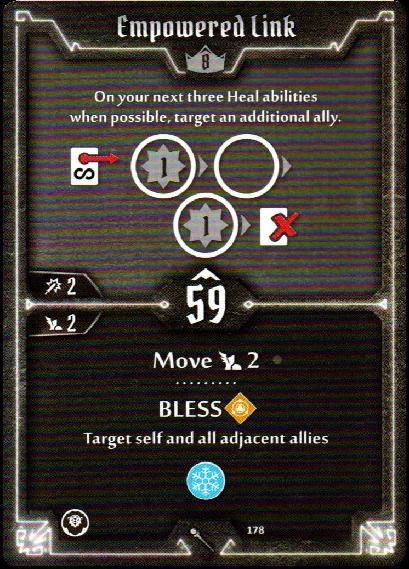 Empowered Link
8
On your next three Heal abilities
when possible, target an additional ally.
1
1
2
59
2
Move 2
BLESS
Target self and all adjacent allies
178